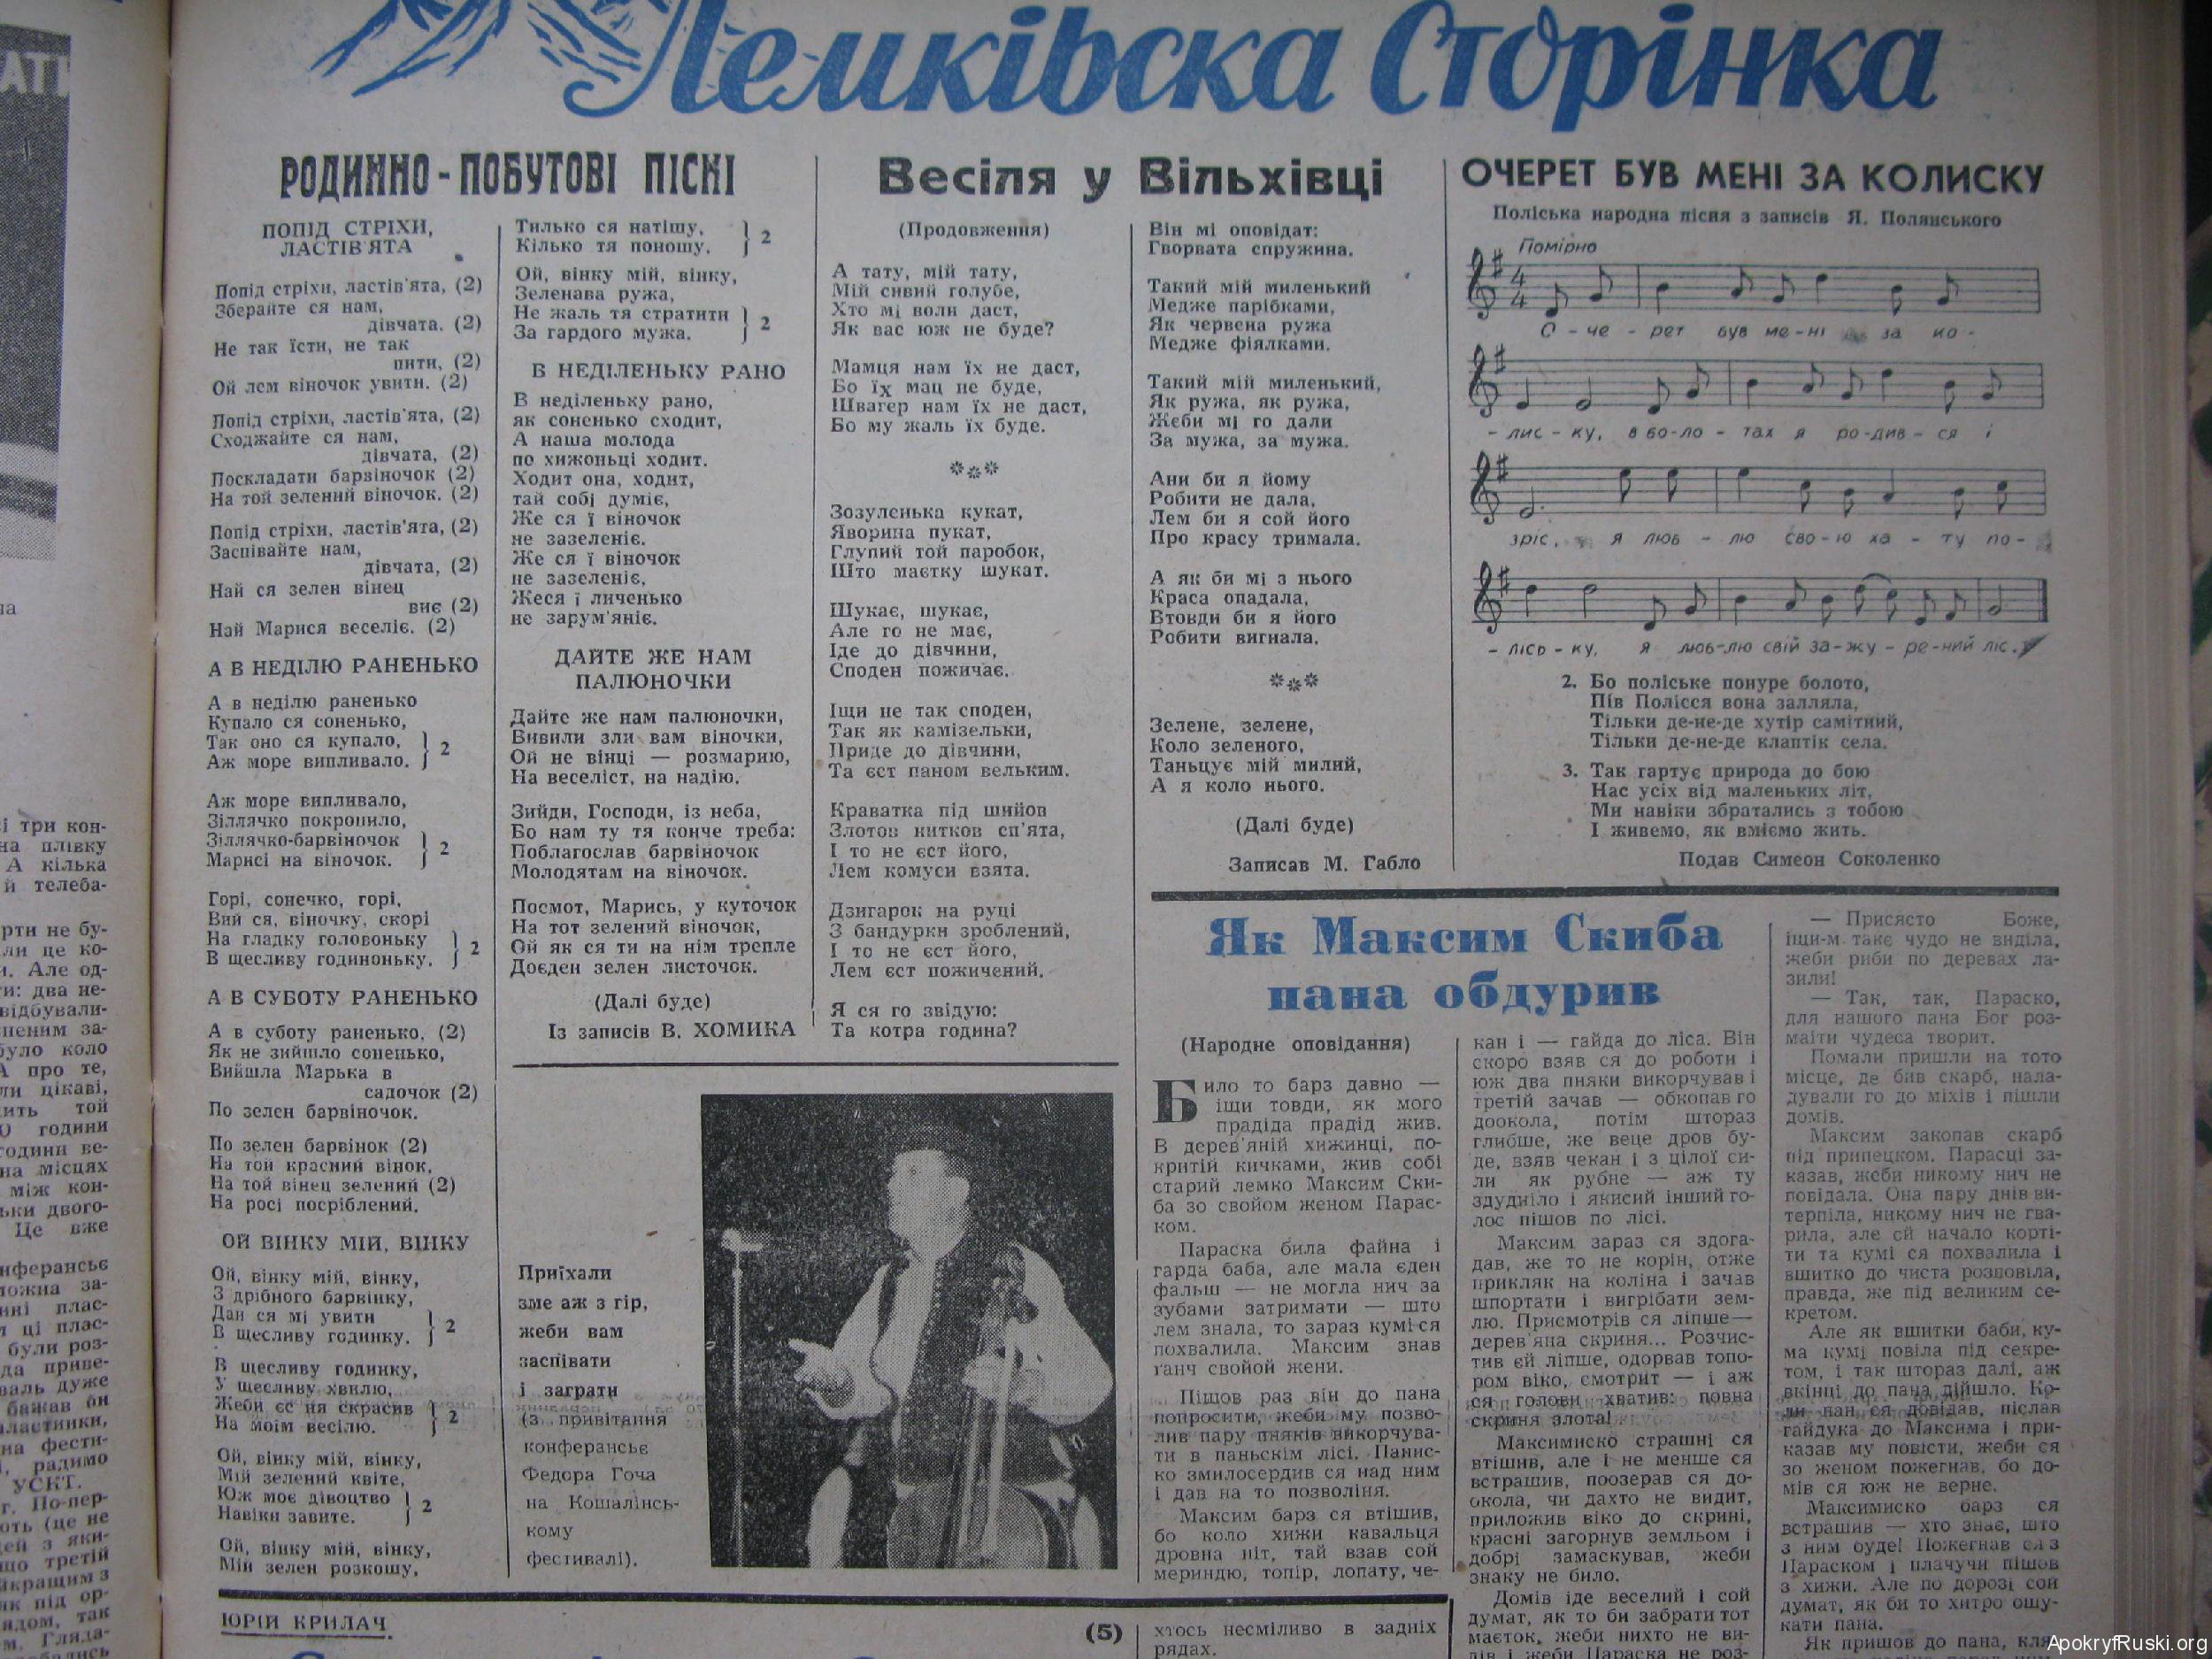 Лемківска Сторінка
РОДИННО-ПОБУТОВІ ПІСНІ
ПОПІД СТРІХИ,
ЛАСТІВ'ЯТА
Попід стріхи, ластів'ята, (2)
Зберайте ся нам,
дівчата. (2)
Не так їсти, не так
пити, (2)
Ой лем віночок увити. (2)
Попід стріхи, ластів'ята, (2)
Сходжайте ся нам,
дівчата, (2)
Поскладати барвіночок (2)
На той зелений віночок. (2)
Попід стріхи, ластів'ята, (2)
Заспівайте нам,
дівчата, (2)
Най ся зелен вінец
виє (2)
Най Марися веселіє. (2)
А В НЕДІЛЮ РАНЕНЬКО
А в неділю раненько
Купало ся соненько,
Так оно ся купало,
Аж море випливало. } 2
Аж море випливало,
Зіллячко покропило,
Зіллячко-барвіночок
Марисі на віночок. } 2
Горі, сонечко, горі,
Вий ся, віночку, скорі
На гладку головоньку
В щесливу годиноньку. } 2
А В СУБОТУ РАНЕНЬКО
А в суботу раненько, (2)
Як не зийшло соненько,
Вийшла Марька в
садочок (2)
По зелен барвіночок.
По зелен барвінок (2)
На той красний вінок,
На той вінец зелений (2)
На росі посріблений.
ОЙ ВІНКУ МІЙ, ВІНКУ
Ой, вінку мій, вінку,
З дрібного барвінку,
Дай ся мі увити
В щесливу годинку. } 2
В щесливу годинку,
У щесливу хвилю,
Жеби єс ня скрасив
На моїм весілю. } 2
Ой, вінку мій, вінку,
Мій зелений квіте,
Юж моє дівоцтво
Навіки завите. } 2
Ой, вінку мій, вінку,
Мій зелен розкошу,
Тилько ся натішу,
Кілько тя поношу. } 2
Ой, вінку мій, вінку,
Зеленава ружа,
Не жаль тя стратити
За гардого мужа. } 2
В НЕДІЛЕНЬКУ РАНО
В неділеньку рано,
як соненько сходит,
А наша молода
по хижоньці ходит.
Ходит она, ходит,
тай собі думіє,
Же ся ї віночок
не зазеленіє.
Же ся ї віночок
не зазеленіє,
Жеся ї личенько
не зарум'яніє.
ДАЙТЕ ЖЕ НАМ
ПАЛЮНОЧКИ
Дайте же нам палюночки,
Вивили зли вам віночки,
Ой не вінці — розмарию,
На веселіст, на надію.
Зийди, Господи, із неба,
Бо нам ту тя конче треба:
Поблагослав барвіночок
Молодятам на віночок.
Посмот, Марись, у куточок
На тот зелений віночок,
Ой як ся ти на нім трепле
Доєден зелен листочок.
(Далі буде)
Із записів В. ХОМИКА
Весіля у Вільхівці
(Продовження)
А тату, мій тату,
Мій сивий голубе,
Хто мі воли даст,
Як вас юж не буде?
Мамця нам їх не даст,
Бо їх мац не буде,
Швагер нам їх не даст,
Бо му жаль їх буде.
***
Зозуленька кукат,
Яворина пукат,
Глупий той паробок,
Што маєтку шукат.
Шукає, шукає,
Але го не має,
Іде до дівчини,
Споден пожичає.
Іщи не так споден,
Так як камізельки,
Приде до дівчини,
Та єст паном вельким.
Краватка під шийов
Злотов нитков сп'ята,
І то не єст його,
Лем комуси взята.
Дзигарок на руці
З бандурки зроблений,
І то не єст його,
Лем єст пожичений.
Я ся го звідую:
Та котра година?
Він мі оповідат:
Гворвата спружина.
Такий мій миленький
Медже парібками,
Як червена ружа
Медже фіялками.
Такий мій миленький,
Як ружа, як ружа,
Жеби мі го дали
За мужа, за мужа.
Ани би я йому
Робити не дала,
Лем би я сой його
Про красу тримала.
А як би мі з нього
Краса опадала,
Втовди би я його
Робити вигнала.
***
Зелене, зелене,
Коло зеленого,
Таньцує мій милий,
А я коло нього.
(Далі буде)
Записав М. Габло
ОЧЕРЕТ БУВ МЕНІ ЗА КОЛИСКУ
Поліська народна пісня з записів Я. Полянського
Помірно
О - че - рет був ме-ні за ко -
- лис - ку, в бо-ло - тах я ро-див - ся і
зріс, я люб - лю сво - ю ха - ту по -
- лісь - ку, я люб-лю свій за-жу - ре-ний ліс.
2. Бо поліське понуре болото,
Пів Полісся вона залляла,
Тільки де-не-де хутір самітний,
Тільки де-не-де клаптік села.
3. Так гартує природа до бою
Нас усіх від маленьких літ,
Ми навіки збратались з тобою
І живемо, як вміємо жить.
Подав Симеон Соколенко
Приїхали
зме аж з гір,
жеби вам
заспівати
і заграти
(з привітання
конферансьє
Федора Гоча
на Кошалінсь-
кому
фестивалі).
Як Максим Скиба
пана обдурив
(Народне оповідання)
Било то барз давно —
іщи товди, як мого
прадіда прадід жив.
В дерев'яній хижинці, по-
критій кичками, жив собі
старий лемко Максим Ски-
ба зо свойом женом Парас-
ком.
Параска била файна і
гарда баба, але мала єден
фальш — не могла нич за
зубами затримати — што
лем знала, то зараз кумі ся
похвалила. Максим знав
ганч свойой жени.
Пішов раз він до пана
попросити, жеби му позво-
лив пару пняків викорчува-
ти в паньскім лісі. Панис-
ко змилосердив ся над ним
і дав на то позволіня.
Максим барз ся втішив,
бо коло хижи кавальця
дровна ніт, тай взав сой
мериндю, топір, лопату, че-
кан і — гайда до ліса. Він
скоро взяв ся до роботи і
юж два пняки викорчував і
третій зачав — обкопав го
доокола, потім штораз
глибше, же веце дров бу-
де, взяв чекан і з цілої си-
ли як рубне — аж ту
здуднїло і якисий інший го-
лос пішов по лісі.
Максим зараз ся здога-
дав, же то не корін, отже
прикляк на коліна і зачав
шпортати і вигрібати зем-
лю. Присмотрів ся ліпше—
дерев'яна скриня... Розчис-
тив єй ліпше, одорвав топо-
ром віко, смотрит — і аж
ся голови хватив: повна
скриня злота!
Максимиско страшні ся
втішив, але і не менше ся
встрашив, поозерав ся до-
окола, чи дахто не видит,
приложив віко до скрині,
красні загорнув земльом і
добрі замаскував, жеби
знаку не било.
Домів іде веселий і сой
думат, як то би забрати тот
маєток, жеби нихто не ви-
дів і жеби Параска не роз-
— Присясто Боже,
іщи-м таке чудо не виділа,
жеби риби по деревах ла-
зили!
— Так, так, Параско,
для нашого пана Бог роз-
маїти чудеса творит.
Помали пришли на тото
місце, де бив скарб, нала-
дували го до міхів і пішли
домів.
Максим закопав скарб
під припецком. Парасці за-
казав, жеби никому нич не
повідала. Она пару днів ви-
терпіла, никому нич не гва-
рила, але єй начало корті-
ти та кумі ся похвалила і
вшитко до чиста розповіла,
правда, же під великим се-
кретом.
Але як вшитки баби, ку-
ма кумі повіла під секре-
том, і так штораз далі, аж
вкінці до пана дійшло. Ко-
ли пан ся довідав, післав
гайдука до Максима і при-
казав му повісти, жеби ся
зо женом пожегнав, бо до-
мів ся юж не верне.
Максимиско барз ся
встрашив — хто знає, што
з ним буде! Пожегнав ся з
Параском і плачучи пішов
з хижи. Але по дорозі сой
думат, як би то хитро ошу-
кати пана.
Як пришов до пана,
ЮРІЙ КРИЛАЧ
(5)
хтось несміливо в задніх
рядах.
ApokryfRuski.org